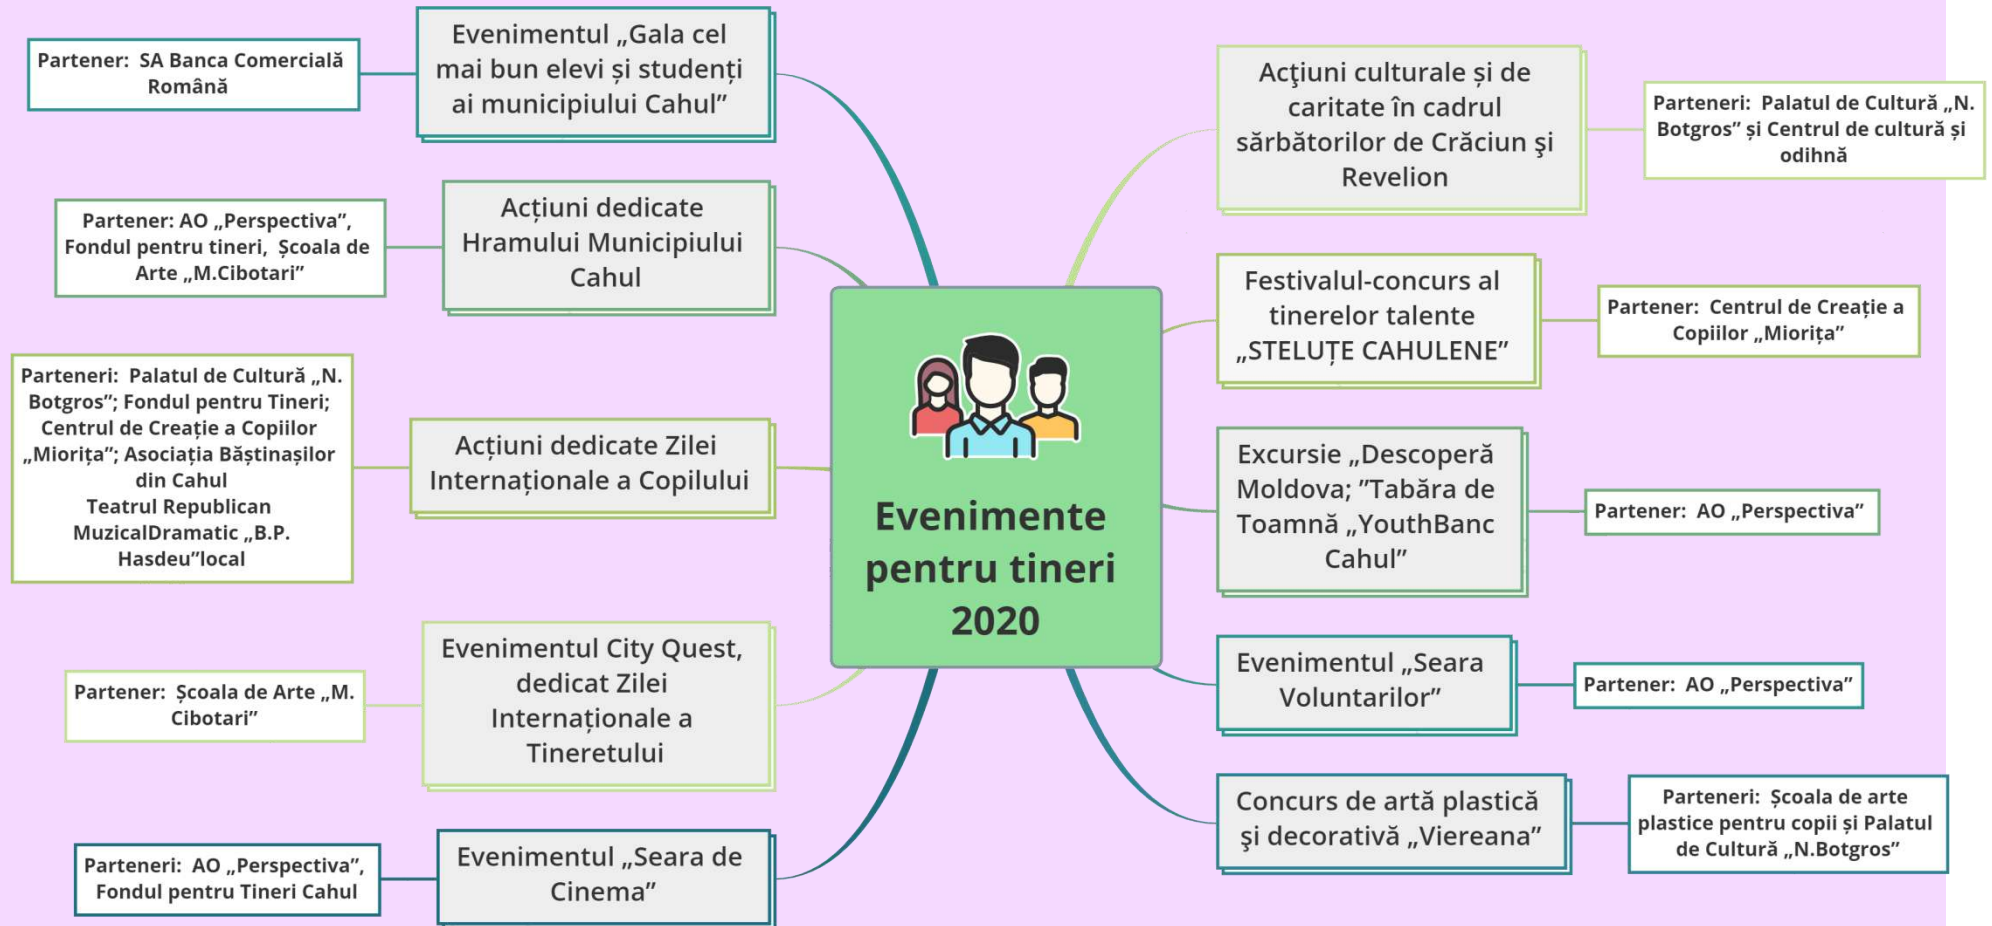 Partener:  SA Banca Comercială
Română
Evenimentul „Gala cel
mai bun elevi și studenți
ai municipiului Cahul”
Partener: AO „Perspectiva”,
Fondul pentru tineri,  Școala de
Arte „M.Cibotari”
Acțiuni dedicate
Hramului Municipiului
Cahul
Parteneri:  Palatul de Cultură „N.
Botgros”; Fondul pentru Tineri;
Centrul de Creație a Copiilor
„Miorița”; Asociația Băștinașilor
din Cahul
Teatrul Republican
MuzicalDramatic „B.P.
Hasdeu”local
Acțiuni dedicate Zilei
Internaționale a Copilului
Partener:  Școala de Arte „M.
Cibotari”
Evenimentul City Quest,
dedicat Zilei
Internaționale a
Tineretului
Parteneri:  AO „Perspectiva”,
Fondul pentru Tineri Cahul
Evenimentul „Seara de
Cinema”
Evenimente
pentru tineri
2020
Acţiuni culturale și de
caritate în cadrul
sărbătorilor de Crăciun şi
Revelion
Parteneri:  Palatul de Cultură „N.
Botgros” și Centrul de cultură și
odihnă
Festivalul-concurs al
tinerelor talente
„STELUȚE CAHULENE”
Partener:  Centrul de Creație a
Copiilor „Miorița”
Excursie „Descoperă
Moldova; ”Tabăra de
Toamnă „YouthBanc
Cahul”
Partener:  AO „Perspectiva”
Evenimentul „Seara
Voluntarilor”
Partener:  AO „Perspectiva”
Concurs de artă plastică
şi decorativă „Viereana”
Parteneri:  Școala de arte
plastice pentru copii și Palatul
de Cultură „N.Botgros”